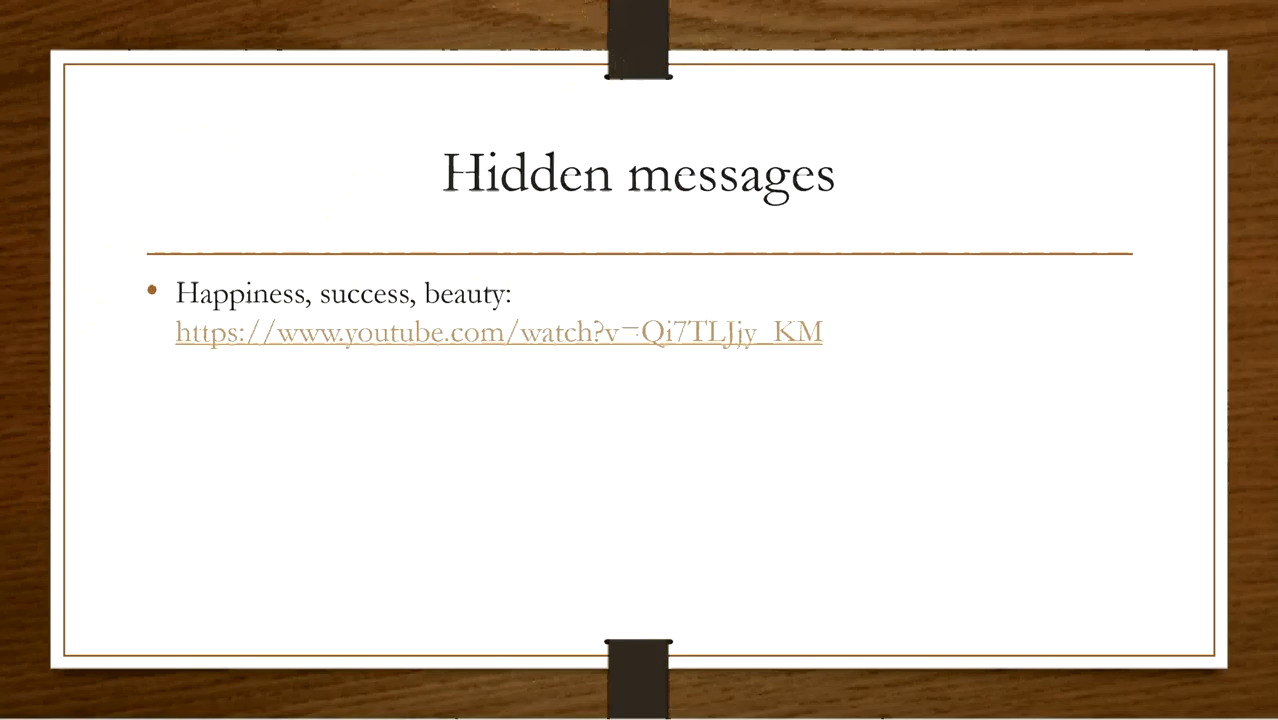 Hidden messages
• Happiness, success, beauty:
https://www.youtube.com/watch?v=Qi7TLJjy_KM